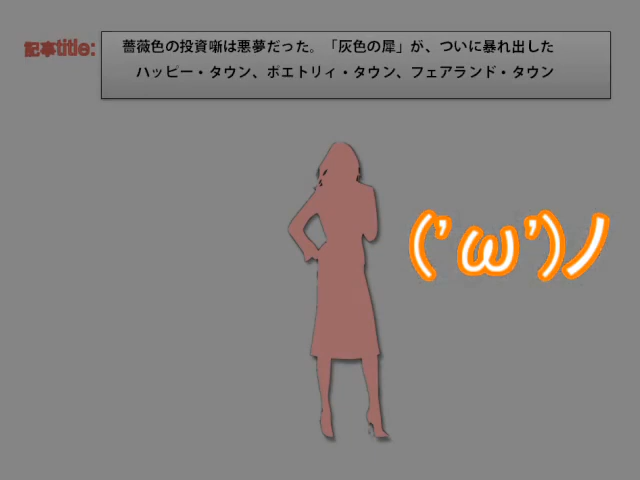 記事title:
薔薇色の投資噺は悪夢だった。「灰色の犀」が、ついに暴れ出した
ハッピー・タウン、ポエトリィ・タウン、フェアランド・タウン
('ω')ノ